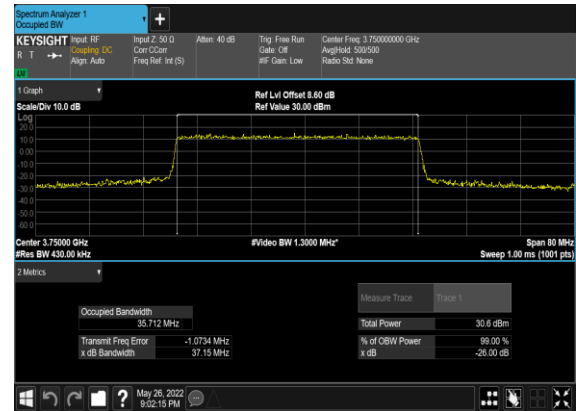 Spectrum Analyzer 1
Occupied BW
+
KEYSIGHT Input: RF Input Z: 50 Ω Atten: 40 dB Trig: Free Run Center Freq: 3.750000000 GHz
R T Coupling: DC Corr CCorr Gate: Off Avg|Hold: 500/500
Align: Auto Freq Ref: Int (S) #IF Gain: Low Radio Std: None
LXI
1 Graph
Ref Lvl Offset 8.60 dB
Scale/Div 10.0 dB Ref Value 30.00 dBm
Log
20.0
10.0
0.00
-10.0
-20.0
-30.0
-40.0
-50.0
-60.0
Center 3.75000 GHz #Video BW 1.3000 MHz* Span 80 MHz
#Res BW 430.00 kHz Sweep 1.00 ms (1001 pts)
2 Metrics
Measure Trace Trace 1
Occupied Bandwidth
35.712 MHz Total Power 30.6 dBm
Transmit Freq Error -1.0734 MHz % of OBW Power 99.00 %
x dB Bandwidth 37.15 MHz x dB -26.00 dB
? May 26, 2022
9:02:15 PM